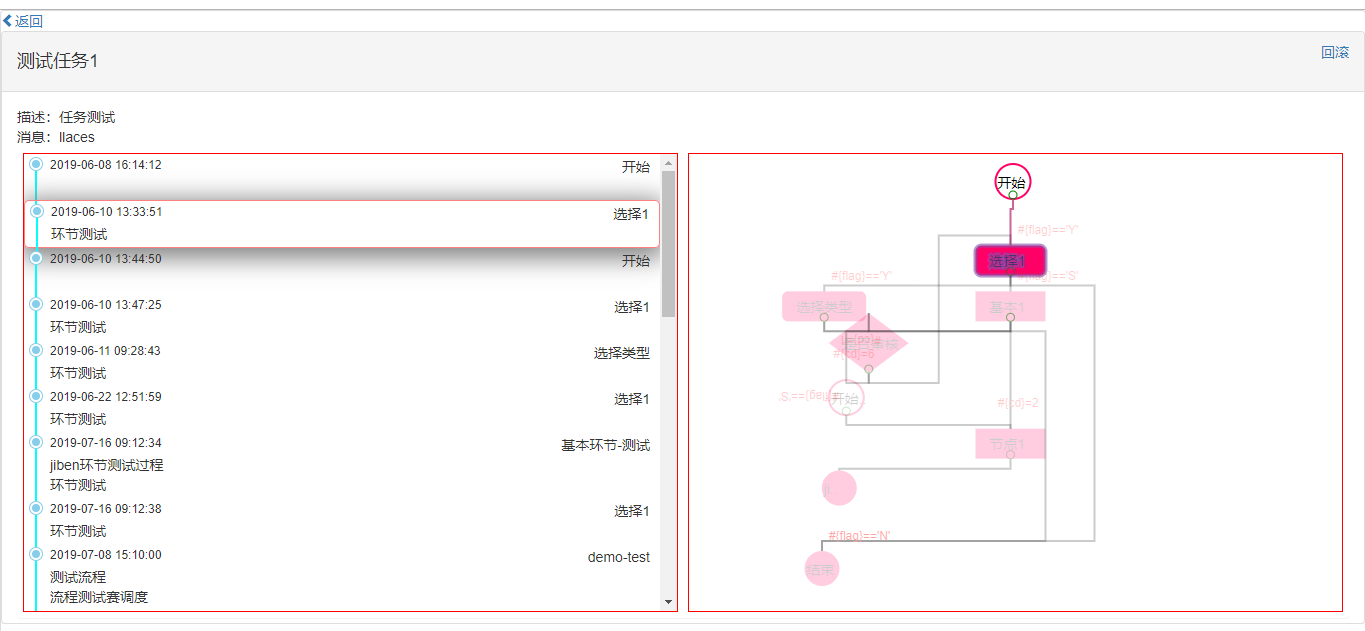 返回
测试任务1
回滚
描述：任务测试
消息：llaces
2019-06-08 16:14:12 开始
2019-06-10 13:33:51 选择1
环节测试
2019-06-10 13:44:50 开始
2019-06-10 13:47:25 选择1
环节测试
2019-06-11 09:28:43 选择类型
环节测试
2019-06-22 12:51:59 选择1
环节测试
2019-07-16 09:12:34 基本环节-测试
jiben环节测试过程
环节测试
2019-07-16 09:12:38 选择1
环节测试
2019-07-08 15:10:00 demo-test
测试流程
流程测试赛调度
开始
#{flag}=='Y'
选择1
#{flag}=='Y'
#{flag}=='S'
选择类型
基本1
#{cd}=6
开始
#{cd}=2
节点1
#{flag}=='N'
结束